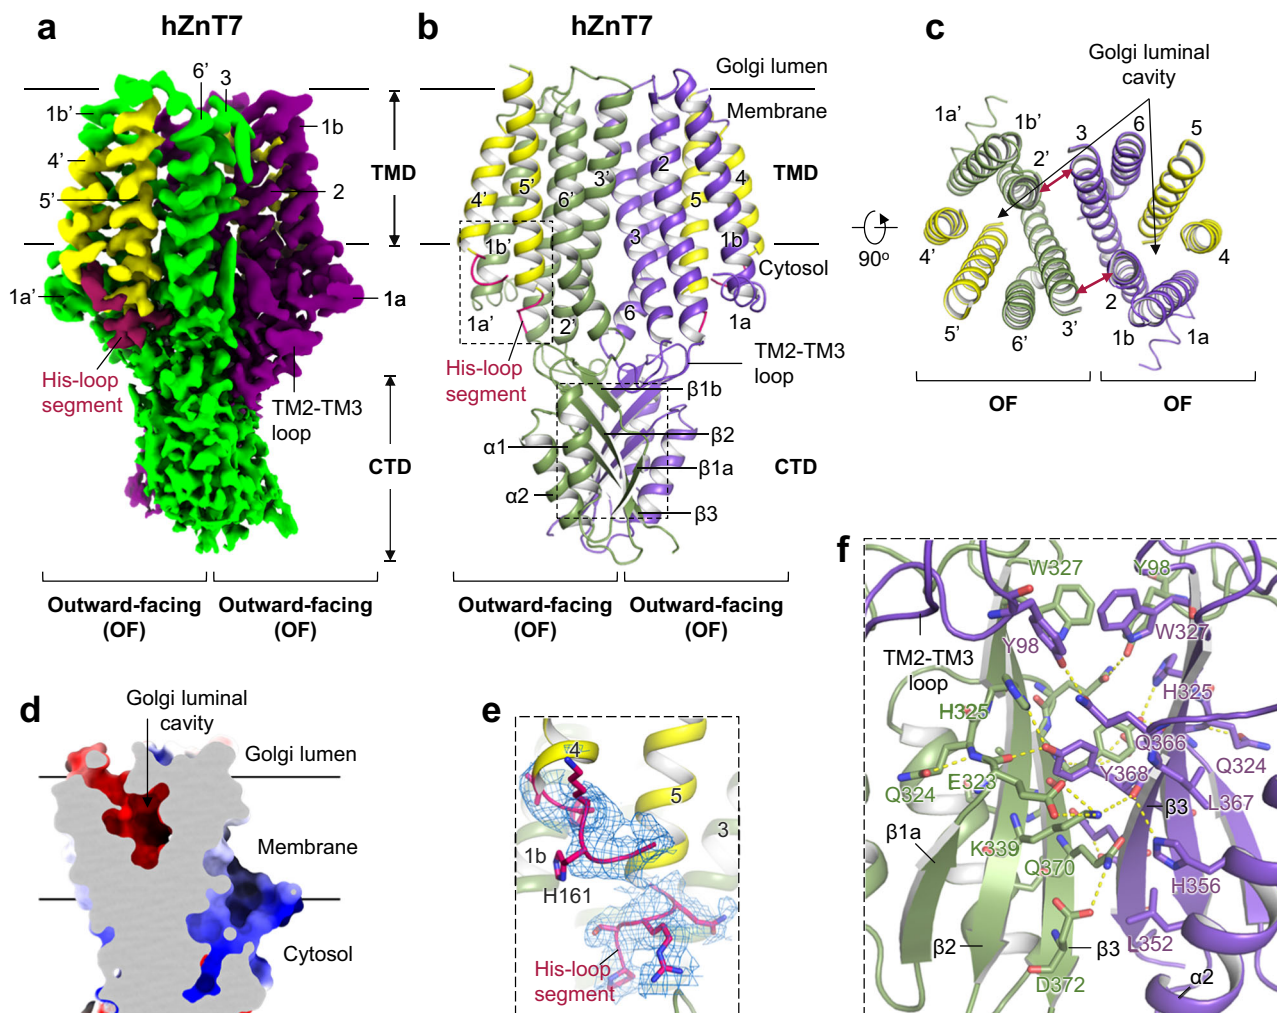 a
hZnT7
6’
3
1b’
1b
4’
TMD
5’
2
1a’
1a
His-loop
segment
TM2-TM3
loop
CTD
Outward-facing
(OF)
Outward-facing
(OF)
b
hZnT7
Golgi lumen
Membrane
2
3’
4’
5’
4
TMD
6’
5
1b’
3
1b
Cytosol
1a’
2’
6
1a
His-loop
segment
TM2-TM3
loop
β1b
α1
β2
β1a
CTD
α2
β3
Outward-facing
(OF)
Outward-facing
(OF)
c
Golgi luminal
cavity
1a’
1b’
2’
3
6
5
90º
4’
4
5’
6’
3’
2
1b
1a
OF
OF
d
Golgi luminal
cavity
Golgi lumen
Membrane
Cytosol
e
4
5
3
1b
H161
His-loop
segment
f
W327
Y98
Y98
W327
TM2-TM3
loop
H325
H325
Q366
Q324
E323
Y368
Q324
β3
L367
β1a
K339
Q370
H356
β2
β3
L352
D372
α2